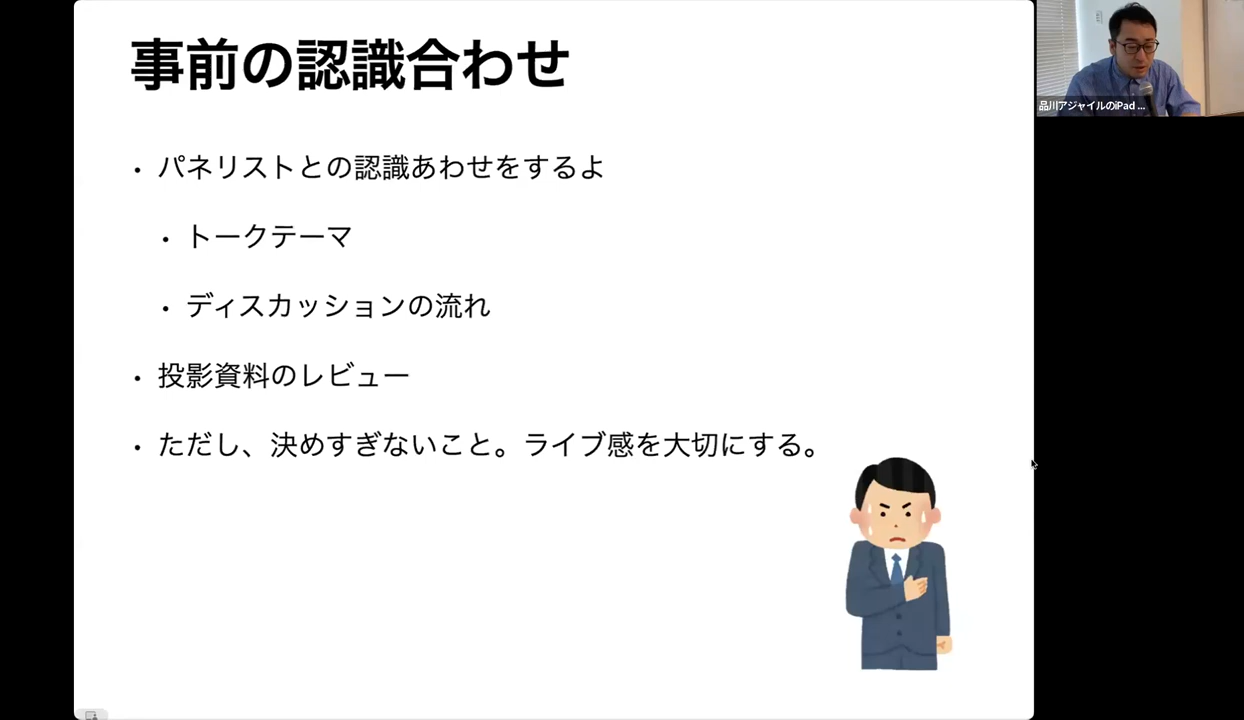 事前の認識合わせ
• パネリストとの認識あわせをするよ
• トークテーマ
• ディスカッションの流れ
• 投影資料のレビュー
• ただし、決めすぎないこと。ライブ感を大切にする。
品川アジャイルのiPad ...